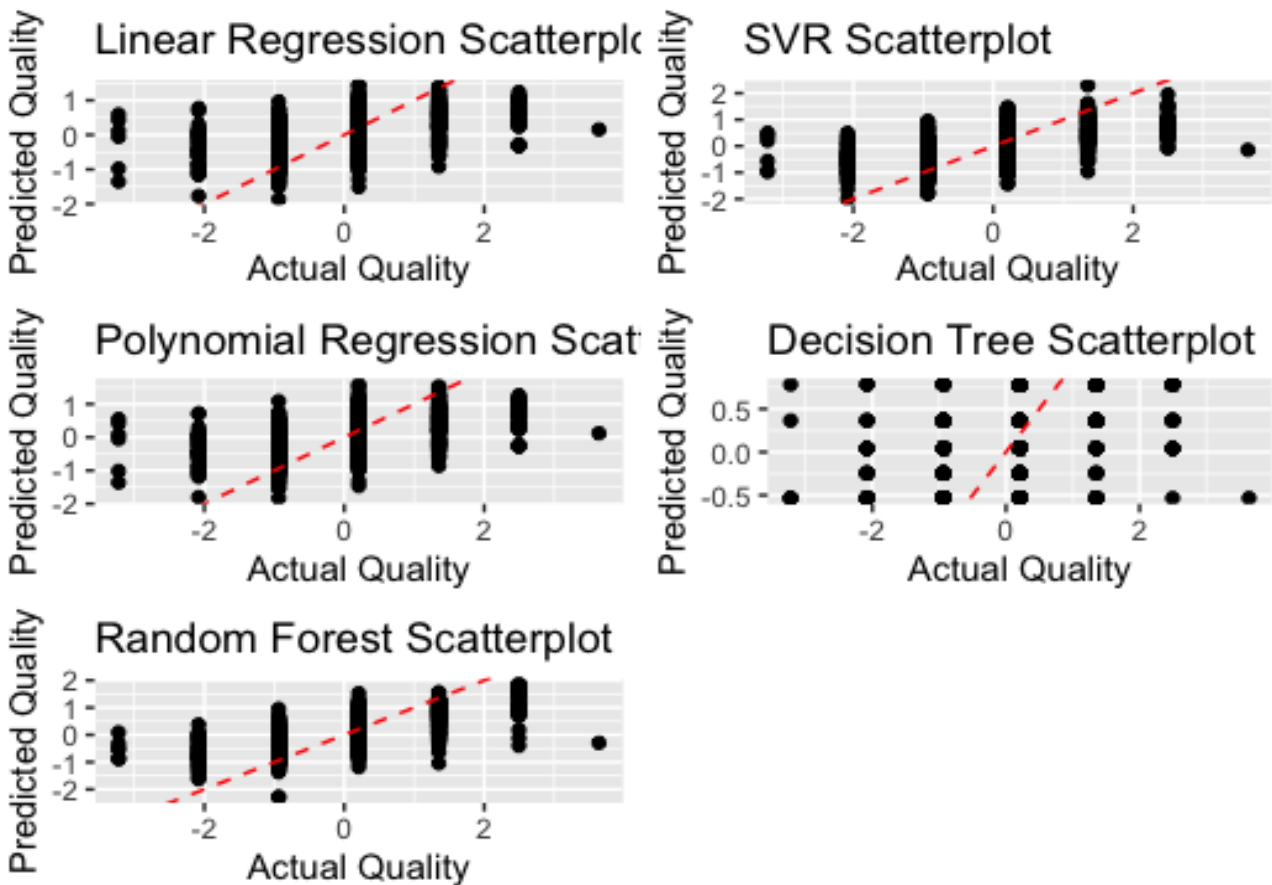 Linear Regression Scatterplo
Predicted Quality
1
0
-1
-2
-2 0 2
Actual Quality
SVR Scatterplot
Predicted Quality
2
1
0
-1
-2
-2 0 2
Actual Quality
Polynomial Regression Scat
Predicted Quality
1
0
-1
-2
-2 0 2
Actual Quality
Decision Tree Scatterplot
Predicted Quality
0.5
0.0
-0.5
-2 0 2
Actual Quality
Random Forest Scatterplot
Predicted Quality
2
1
0
-1
-2
-2 0 2
Actual Quality